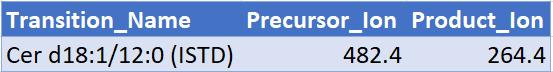 Transition_Name Precursor_Ion Product_Ion
Cer d18:1/12:0 (ISTD) 482.4 264.4